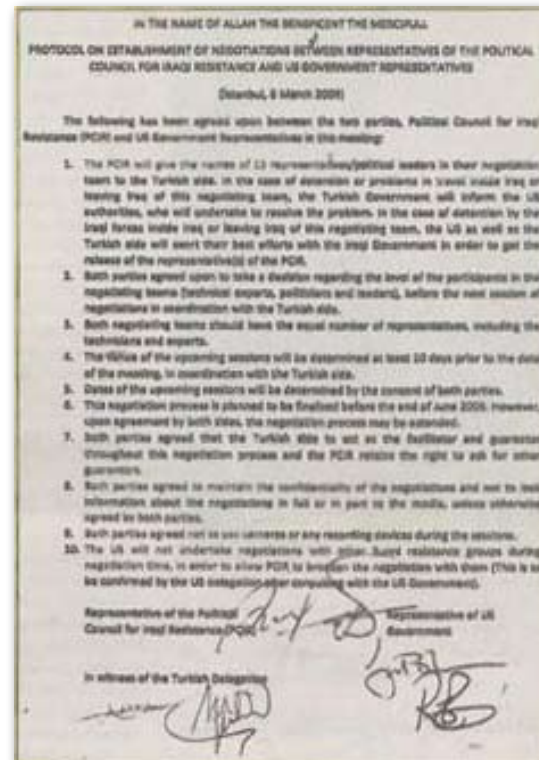 IN THE NAME OF ALLAH THE BENEFICENT THE MERCIFULL
PROTOCOL ON ESTABLISHMENT OF NEGOTIATIONS BETWEEN REPRESENTATIVES OF THE POLITICAL
COUNCIL FOR IRAQI RESISTANCE AND US GOVERNMENT REPRESENTATIVES
(Istanbul, 6 March 2009)
The following has been agreed upon between the two parties, Political Council for Iraqi
Resistance (PCIR) and US Government Representatives in this meeting:
1. The PCIR will give the names of 15 representatives/political leaders in their negotiation
team to the Turkish side. In the case of detention or problems in travel inside Iraq or
leaving Iraq of this negotiating team, the Turkish Government will inform the US
authorities, who will undertake to resolve the problem. In the case of detention by the
Iraqi forces inside Iraq or leaving Iraq of this negotiating team, the US as well as the
Turkish side will exert their best efforts with the Iraqi Government in order to get the
release of the representative(s) of the PCIR.
2. Both parties agreed upon to take a decision regarding the level of the participants in the
negotiating teams (technical experts, politicians and leaders), before the next session of
negotiations in coordination with the Turkish side.
3. Both negotiating teams should have the equal number of representatives, including the
technicians and experts.
4. The venue of the upcoming sessions will be determined at least 10 days prior to the date
of the meeting, in coordination with the Turkish side.
5. Dates of the upcoming sessions will be determined by the consent of both parties.
6. This negotiation process is planned to be finalized before the end of June 2009. However,
upon agreement by both sides, the negotiation process may be extended.
7. Both parties agreed that the Turkish side to act as the facilitator and guarantor
throughout this negotiation process and the PCIR retains the right to ask for other
guarantors.
8. Both parties agreed to maintain the confidentiality of the negotiations and not to leak
information about the negotiations in full or in part to the media, unless otherwise
agreed by both parties.
9. Both parties agreed not to use cameras or any recording devices during the sessions.
10. The US will not undertake negotiations with other resistance groups during
negotiation time, in order to allow PCIR to broaden the negotiation with them (This is to
be confirmed by the US delegation after consulting with the US Government).
Representative of the Political
Council for Iraqi Resistance (PCIR)
Representative of US
Government
In witness of the Turkish Delegation